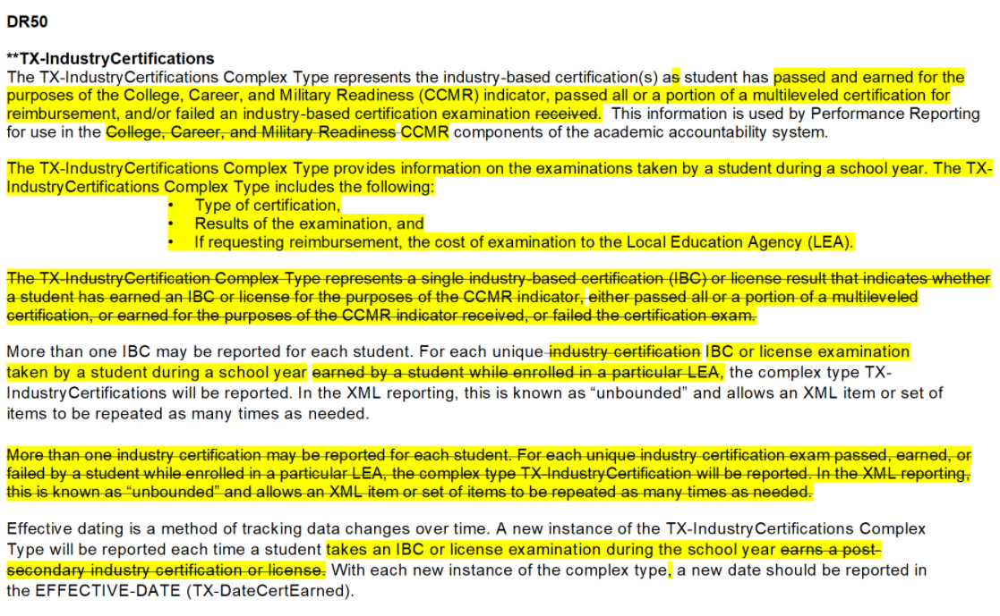 DR50
**TX-IndustryCertifications
The TX-IndustryCertifications Complex Type represents the industry-based certification(s) as student has passed and earned for the
purposes of the College, Career, and Military Readiness (CCMR) indicator, passed all or a portion of a multileveled certification for
reimbursement, and/or failed an industry-based certification examination received. This information is used by Performance Reporting
for use in the College, Career, and Military Readiness CCMR components of the academic accountability system.
The TX-IndustryCertifications Complex Type provides information on the examinations taken by a student during a school year. The TX-
IndustryCertifications Complex Type includes the following:
• Type of certification,
• Results of the examination, and
• If requesting reimbursement, the cost of examination to the Local Education Agency (LEA).
The TX-IndustryCertification Complex Type represents a single industry-based certification (IBC) or license result that indicates whether
a student has earned an IBC or license for the purposes of the CCMR indicator, either passed all or a portion of a multileveled
certification, or earned for the purposes of the CCMR indicator received, or failed the certification exam.
More than one IBC may be reported for each student. For each unique industry certification IBC or license examination
taken by a student during a school year earned by a student while enrolled in a particular LEA, the complex type TX-
IndustryCertifications will be reported. In the XML reporting, this is known as “unbounded” and allows an XML item or set of
items to be repeated as many times as needed.
More than one industry certification may be reported for each student. For each unique industry certification exam passed, earned, or
failed by a student while enrolled in a particular LEA, the complex type TX-IndustryCertification will be reported. In the XML reporting,
this is known as “unbounded” and allows an XML item or set of items to be repeated as many times as needed.
Effective dating is a method of tracking data changes over time. A new instance of the TX-IndustryCertifications Complex
Type will be reported each time a student takes an IBC or license examination during the school year earns a post-
secondary industry certification or license. With each new instance of the complex type, a new date should be reported in
the EFFECTIVE-DATE (TX-DateCertEarned).